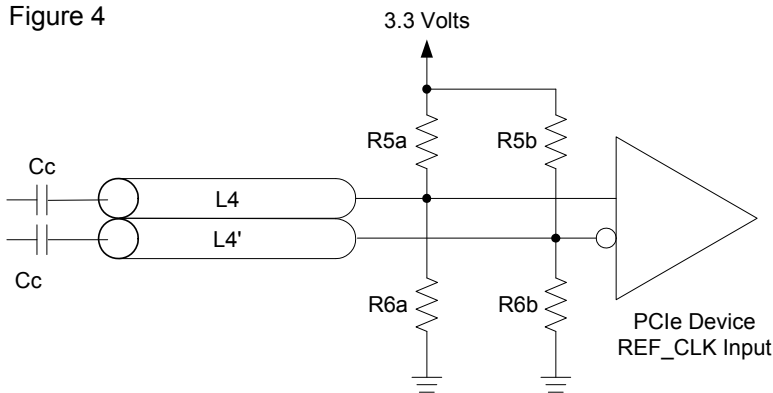 Figure 4
3.3 Volts
R5a
R5b
Cc
L4
L4'
Cc
R6a
R6b
PCIe Device
REF_CLK Input